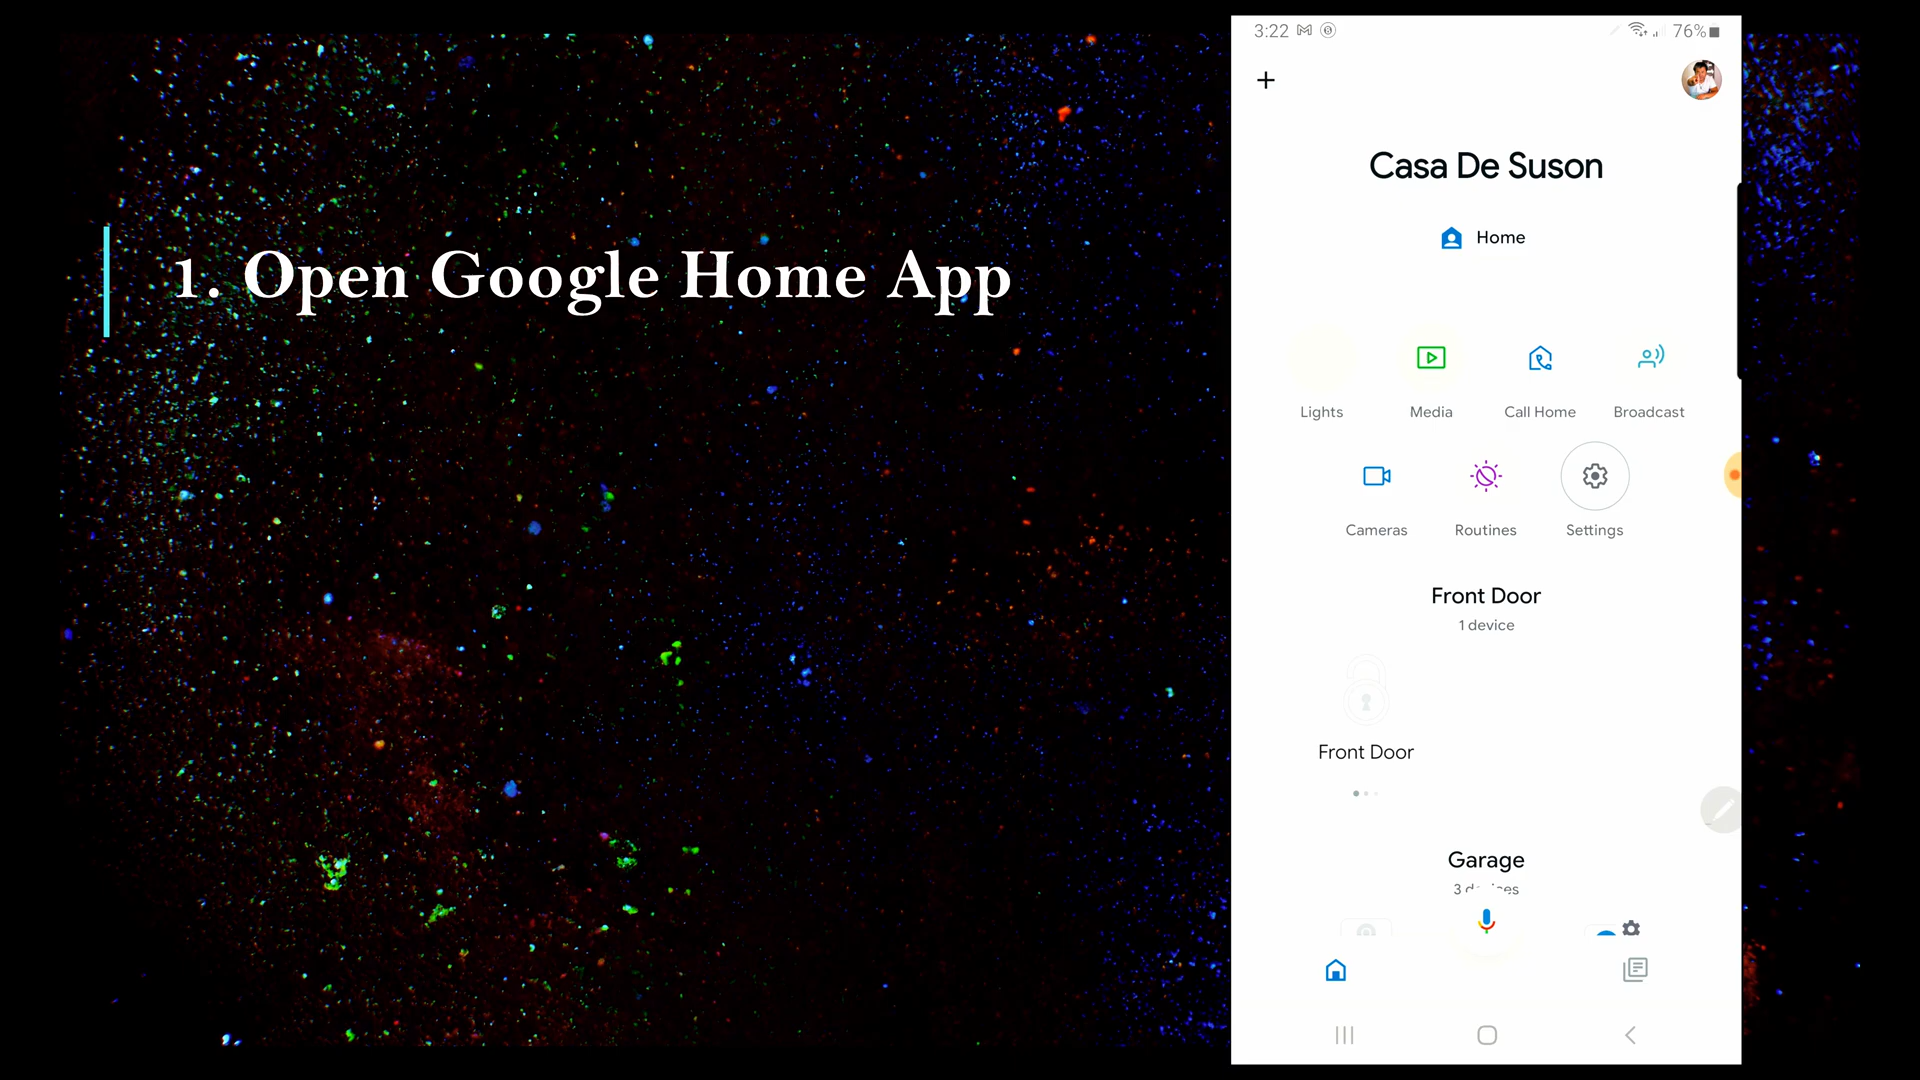 1. Open Google Home App
3:22
76%
Casa De Suson
Home
Lights
Media
Call Home
Broadcast
Cameras
Routines
Settings
Front Door
1 device
Front Door
Garage
3